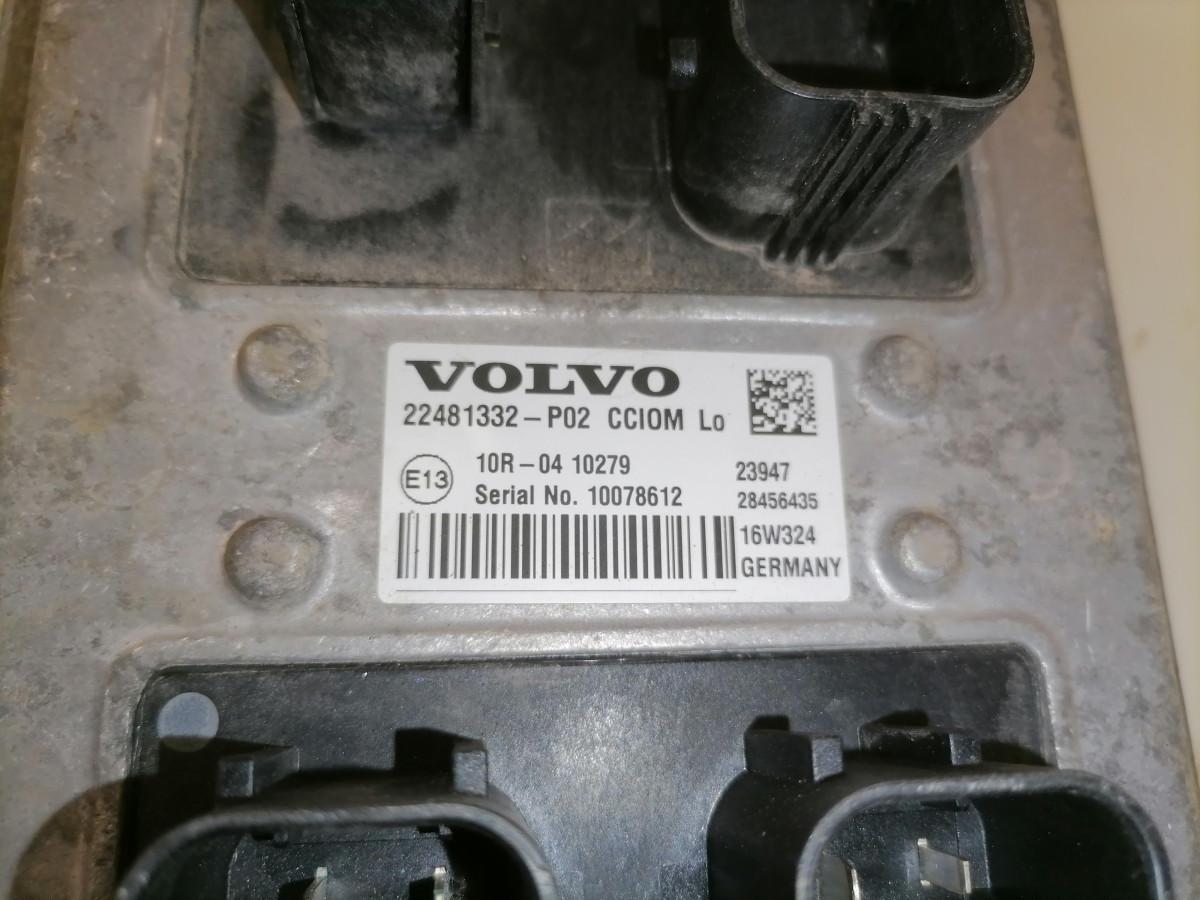 VOLVO
22481332-P02 CCIOM Lo
10R-04 10279
23947
E13
Serial No. 10078612
28456435
16W324
GERMANY